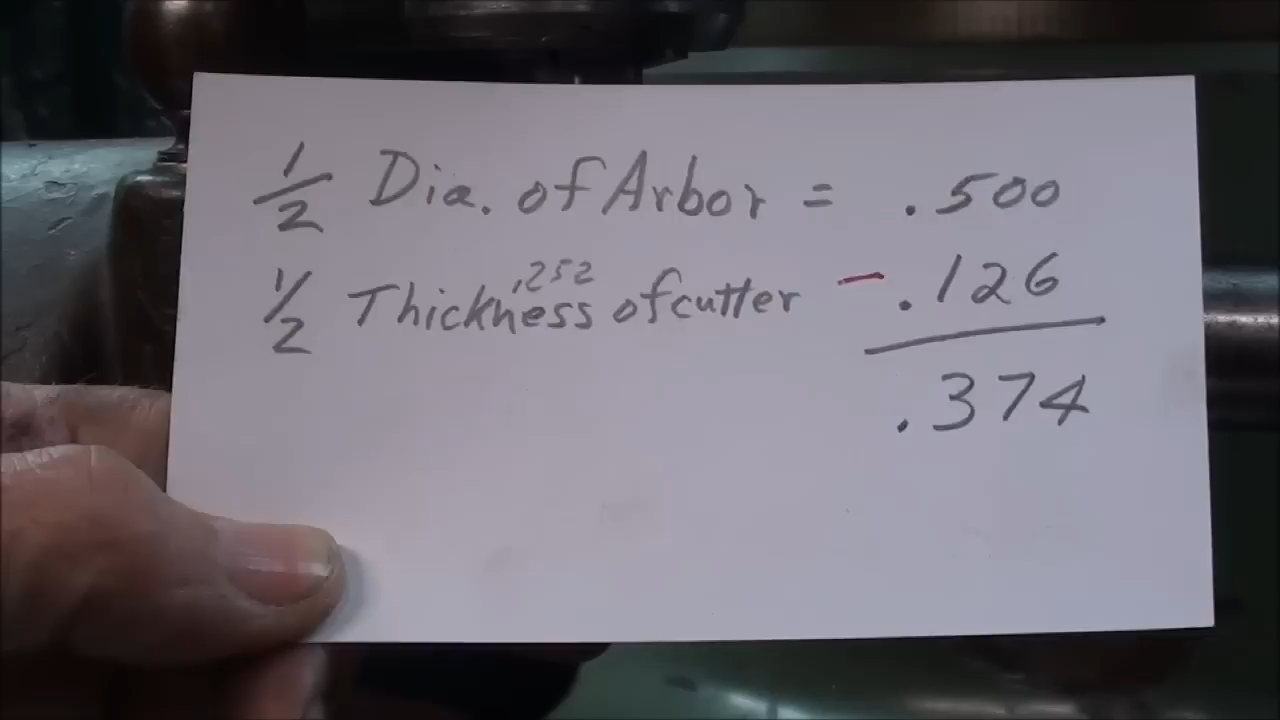 1/2 Dia. of Arbor = .500
1/2 Thickness .252 of cutter - .126
.374